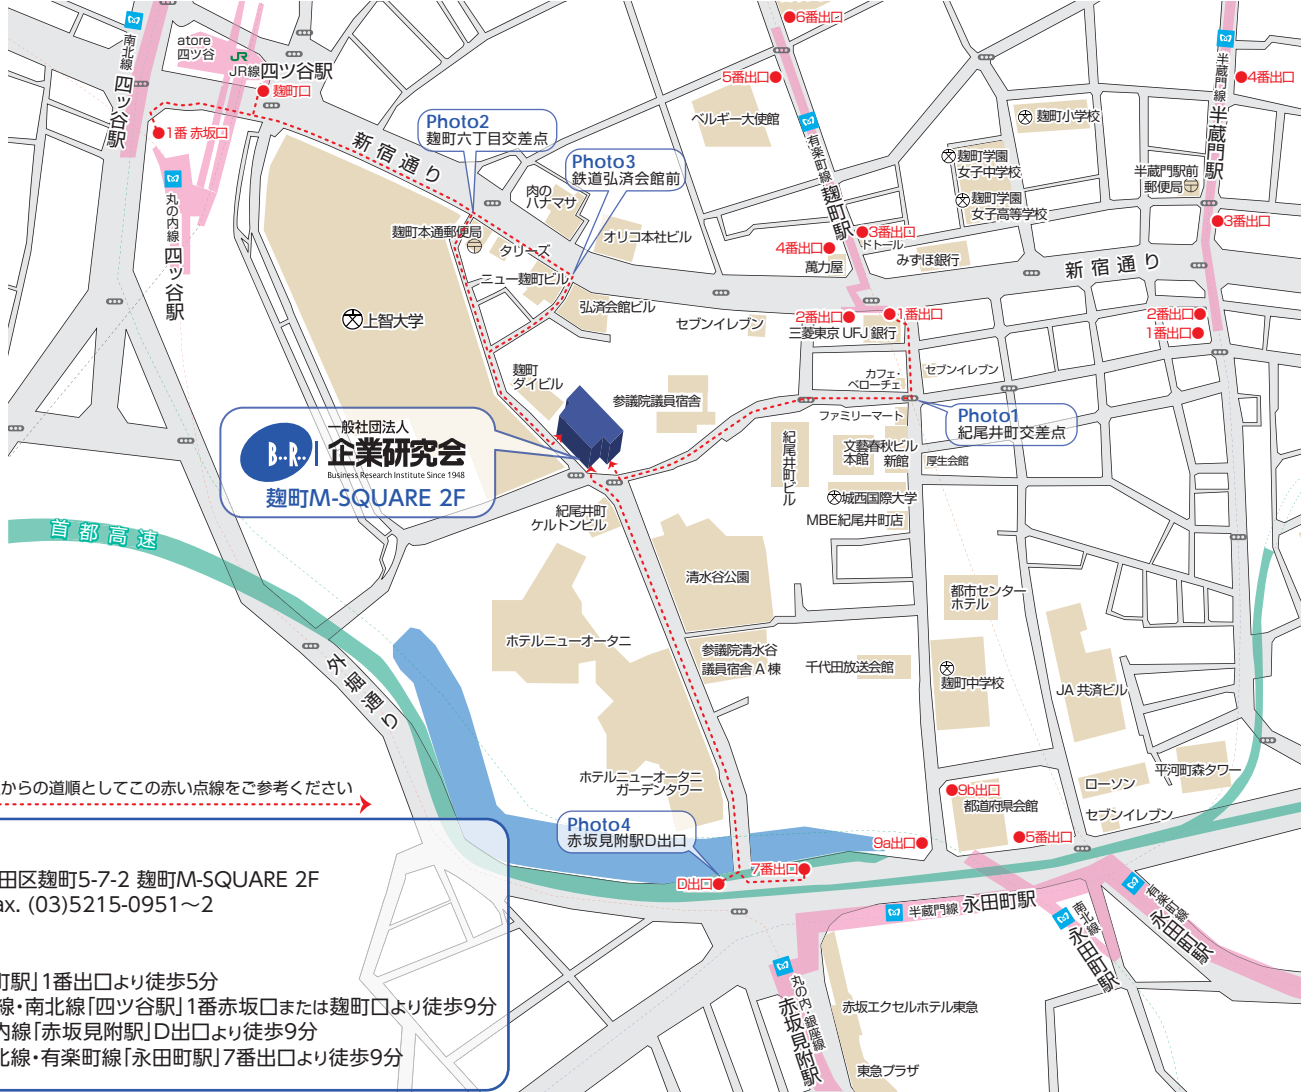 6番出口
南北線
四ツ谷駅
atore
四ツ谷
JR
JR線四ツ谷駅
麹町口
1番 赤坂口
丸の内線
四ツ谷駅
新宿通り
Photo2
麹町六丁目交差点
Photo3
鉄道弘済会館前
肉の
ハナマサ
オリコ本社ビル
麹町本通郵便局
タリーズ
ニュー麹町ビル
弘済会館ビル
上智大学
麹町
ダイビル
5番出口
ベルギー大使館
有楽町線
麹町駅
3番出口
ドトール
4番出口
萬力屋
みずほ銀行
麹町小学校
麹町学園
女子中学校
麹町学園
女子高等学校
半蔵門線
半蔵門駅
4番出口
半蔵門駅前
郵便局
3番出口
新宿通り
2番出口
1番出口
2番出口
1番出口
三菱東京 UFJ 銀行
セブンイレブン
カフェ・
ベローチェ
セブンイレブン
参議院議員宿舎
ファミリーマート
Photo1
紀尾井町交差点
B..R..
一般社団法人
企業研究会
Business Research Institute Since 1948
麹町M-SQUARE 2F
紀尾井町ビル
文藝春秋ビル
本館
新館
厚生会館
城西国際大学
MBE紀尾井町店
紀尾井町
ケルトンビル
首都高速
清水谷公園
都市センター
ホテル
ホテルニューオータニ
参議院清水谷
議員宿舎 A 棟
千代田放送会館
麹町中学校
JA 共済ビル
外堀通り
ホテルニューオータニ
ガーデンタワー
平河町森タワー
ローソン
セブンイレブン
9b出口
都道府県会館
5番出口
9a出口
Photo4
赤坂見附駅D出口
7番出口
D出口
からの道順としてこの赤い点線をご参考ください
田区麹町5-7-2 麹町M-SQUARE 2F
ax. (03)5215-0951〜2
町駅」1番出口より徒歩5分
線・南北線「四ツ谷駅」1番赤坂口または麹町口より徒歩9分
内線「赤坂見附駅」D出口より徒歩9分
北線・有楽町線「永田町駅」7番出口より徒歩9分
半蔵門線 永田町駅
南北線
永田町駅
有楽町線
永田町駅
丸の内・銀座線
赤坂見附駅
赤坂エクセルホテル東急
東急プラザ